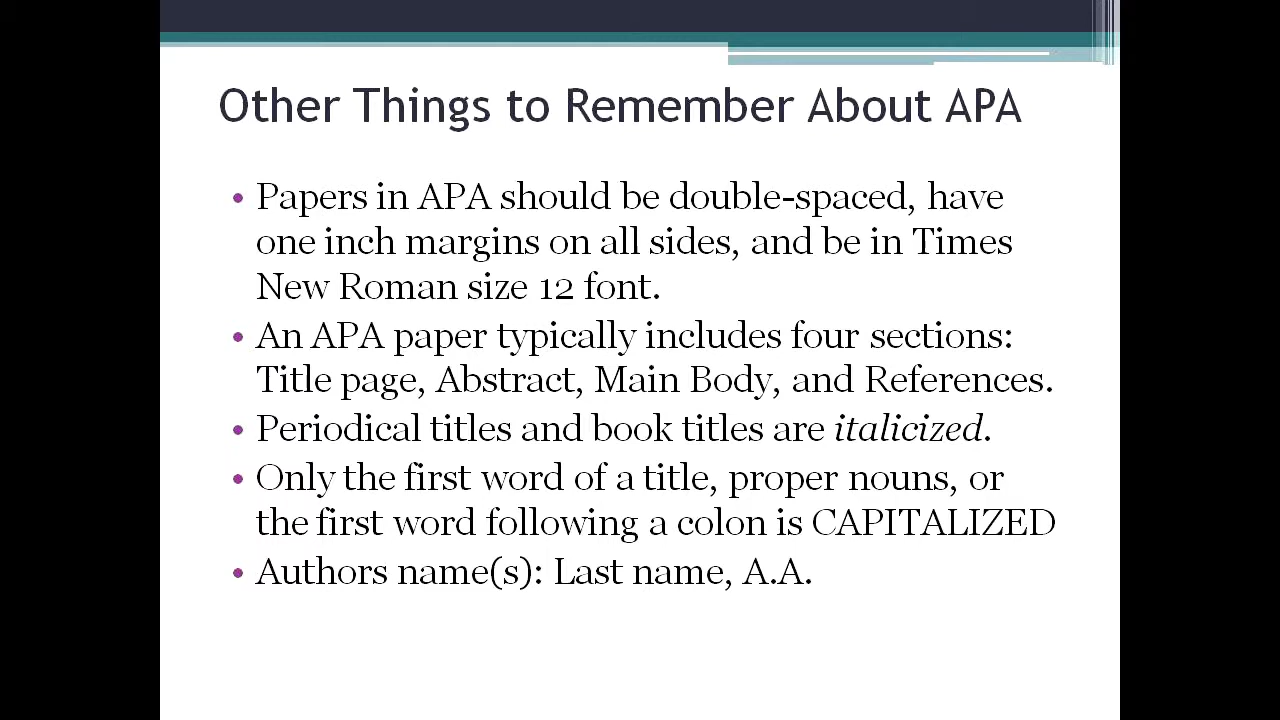 Other Things to Remember About APA
• Papers in APA should be double-spaced, have
one inch margins on all sides, and be in Times
New Roman size 12 font.
• An APA paper typically includes four sections:
Title page, Abstract, Main Body, and References.
• Periodical titles and book titles are italicized.
• Only the first word of a title, proper nouns, or
the first word following a colon is CAPITALIZED
• Authors name(s): Last name, A.A.